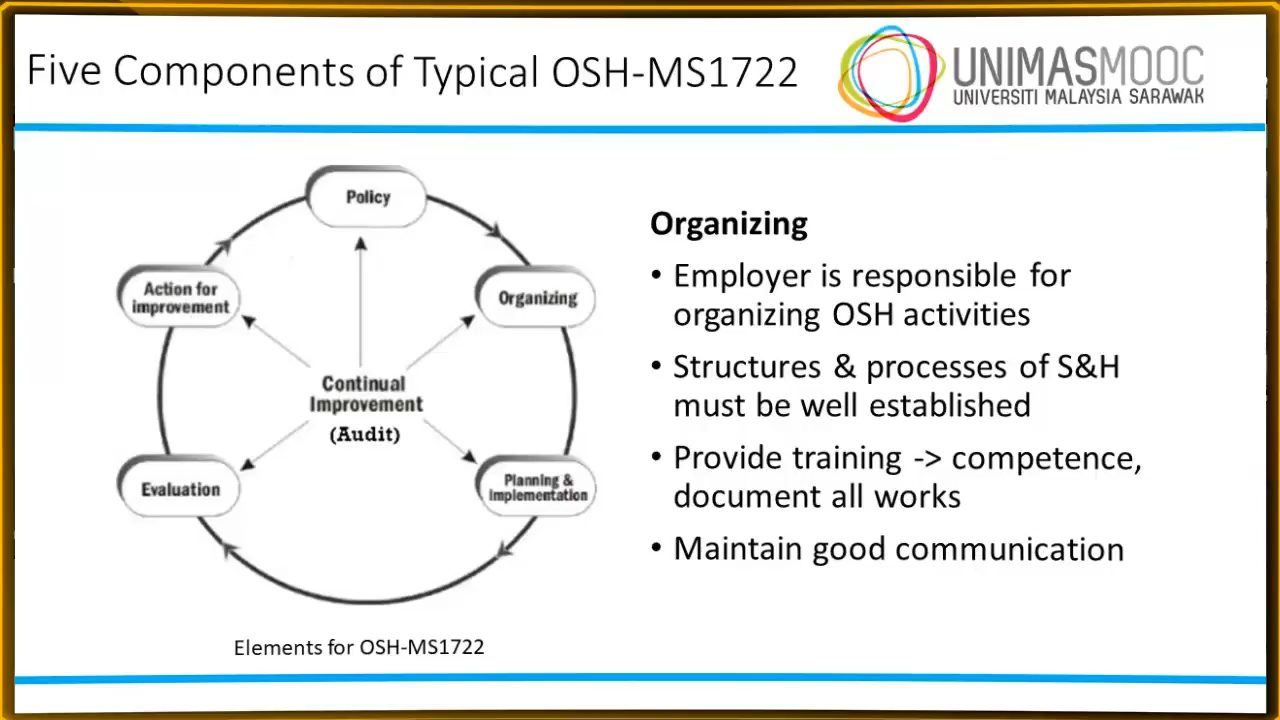 Five Components of Typical OSH-MS1722
UNIMASMOOC
UNIVERSITI MALAYSIA SARAWAK
Policy
Organizing
Planning &
Implementation
Evaluation
Action for
improvement
Continual
Improvement
(Audit)
Elements for OSH-MS1722
Organizing
• Employer is responsible for
organizing OSH activities
• Structures & processes of S&H
must be well established
• Provide training -> competence,
document all works
• Maintain good communication